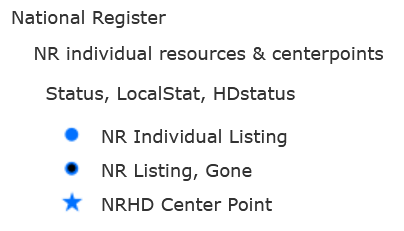 National Register
NR individual resources & centerpoints
Status, LocalStat, HDstatus
NR Individual Listing
NR Listing, Gone
NRHD Center Point